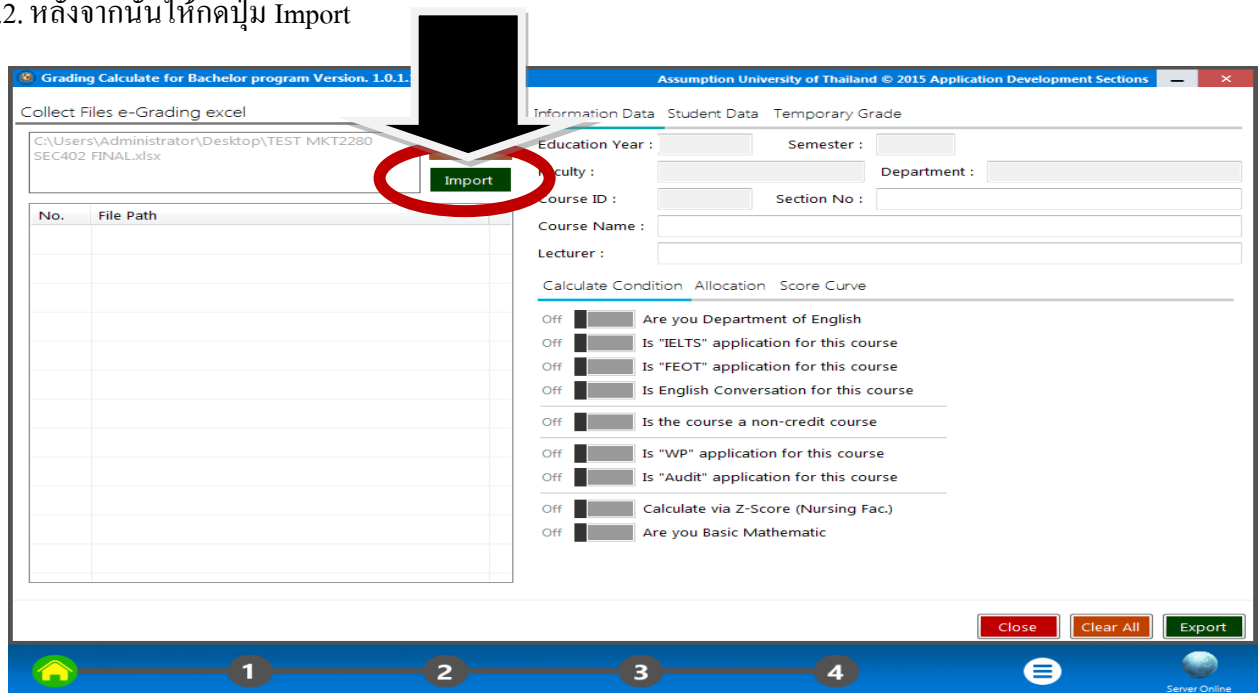 .2. หลังจากนั้นให้กดปุ่ม Import
Grading Calculate for Bachelor program Version. 1.0.1.
Assumption University of Thailand © 2015 Application Development Sections
Collect Files e-Grading excel
Information Data Student Data Temporary Grade
C:\Users\Administrator\Desktop\TEST MKT2280
SEC402 FINAL.xlsx
Import
Education Year :
Semester :
Faculty :
Department :
Course ID :
Section No :
Course Name :
Lecturer :
No. File Path
Calculate Condition Allocation Score Curve
Off Are you Department of English
Off Is "IELTS" application for this course
Off Is "FEOT" application for this course
Off Is English Conversation for this course
Off Is the course a non-credit course
Off Is "WP" application for this course
Off Is "Audit" application for this course
Off Calculate via Z-Score (Nursing Fac.)
Off Are you Basic Mathematic
Close Clear All Export
1 2 3 4
Server Online